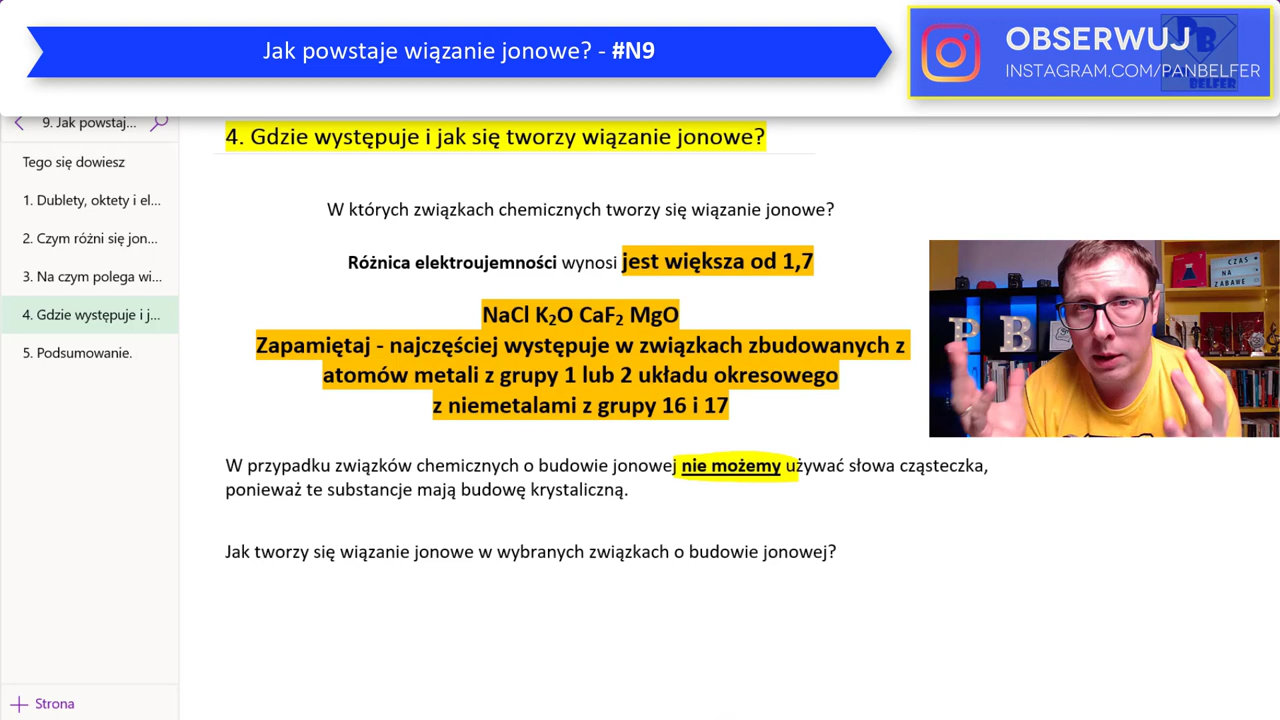 Jak powstaje wiązanie jonowe? - #N9
OBSERWUJ
INSTAGRAM.COM/PANBELFER
PB
BELFER
9. Jak powstaj...
Tego się dowiesz
1. Dublety, oktety i el...
2. Czym różni się jon...
3. Na czym polega wi...
4. Gdzie występuje i j...
5. Podsumowanie.
Strona
4. Gdzie występuje i jak się tworzy wiązanie jonowe?
W których związkach chemicznych tworzy się wiązanie jonowe?
Różnica elektroujemności wynosi jest większa od 1,7
NaCl K₂O CaF₂ MgO
Zapamiętaj - najczęściej występuje w związkach zbudowanych z
atomów metali z grupy 1 lub 2 układu okresowego
z niemetalami z grupy 16 i 17
W przypadku związków chemicznych o budowie jonowej nie możemy używać słowa cząsteczka,
ponieważ te substancje mają budowę krystaliczną.
Jak tworzy się wiązanie jonowe w wybranych związkach o budowie jonowej?
CZAS
NA
ZABAWE
P B